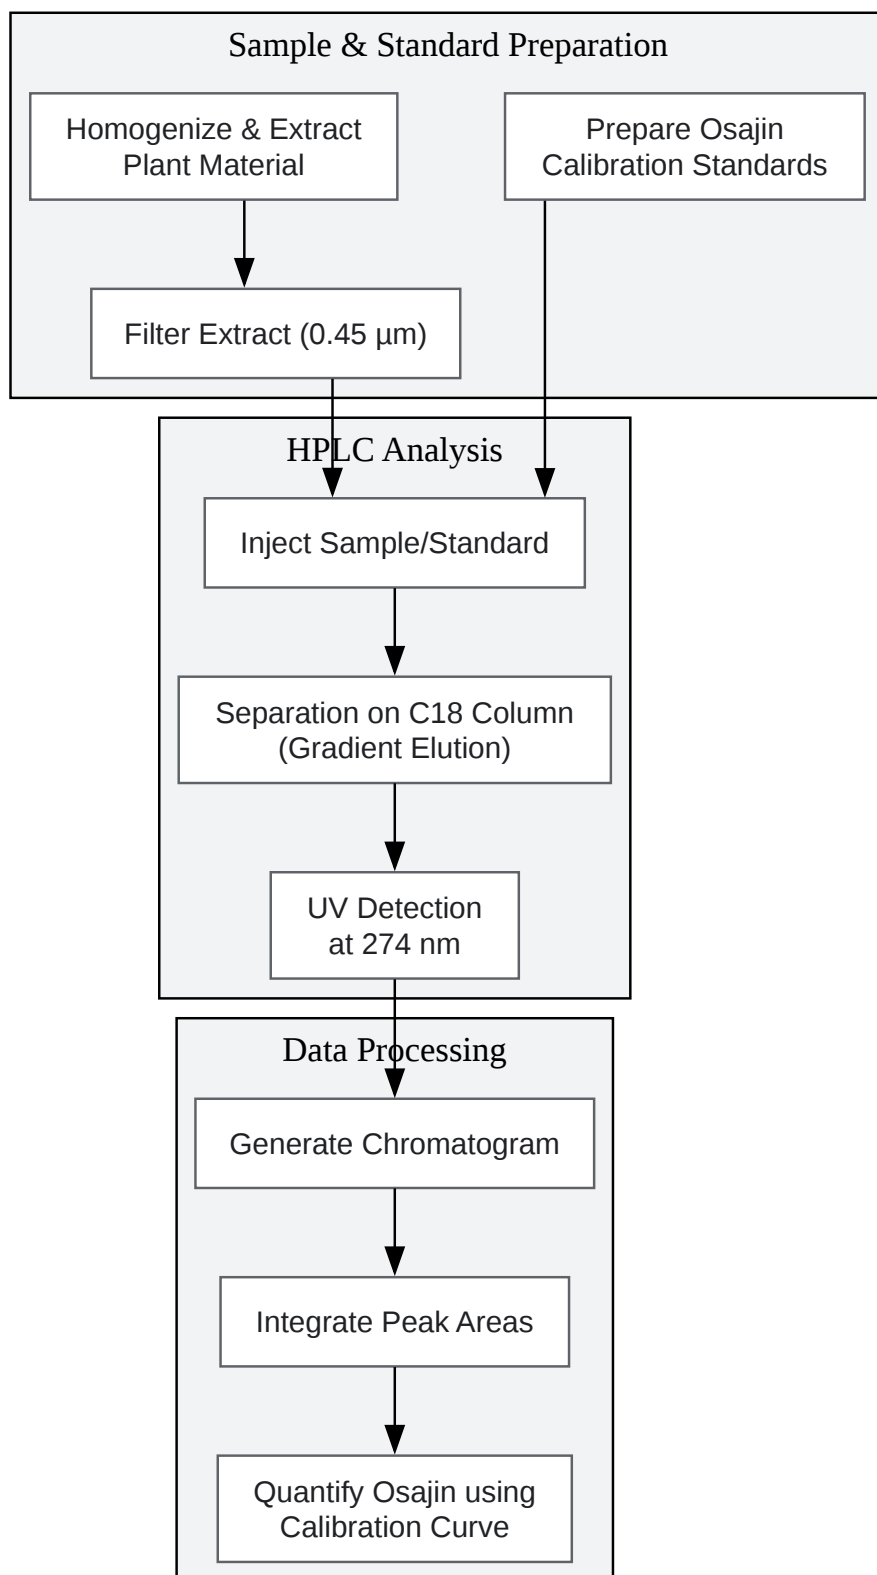 Sample & Standard Preparation
Homogenize & Extract
Plant Material
Prepare Osajin
Calibration Standards
Filter Extract (0.45 µm)
HPLC Analysis
Inject Sample/Standard
Separation on C18 Column
(Gradient Elution)
UV Detection
at 274 nm
Data Processing
Generate Chromatogram
Integrate Peak Areas
Quantify Osajin using
Calibration Curve